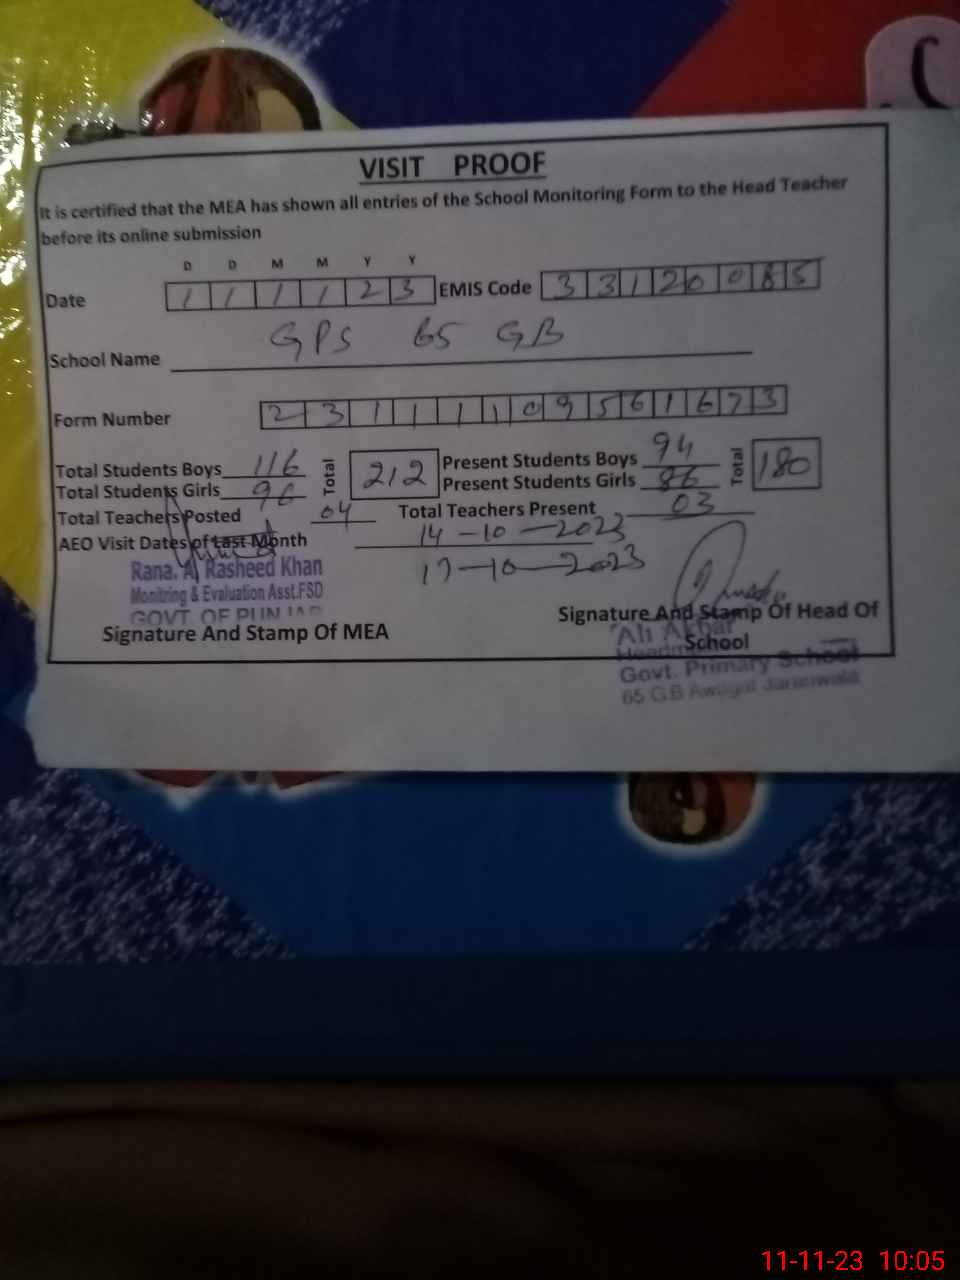 VISIT PROOF
It is certified that the MEA has shown all entries of the School Monitoring Form to the Head Teacher
before its online submission
D D M M Y Y
Date 1 1 1 1 2 3 EMIS Code 3 3 1 2 0 0 8 5
School Name GPS 65 GB
Form Number 2 3 1 1 1 1 0 9 5 6 1 6 7 3
Total Students Boys 116 Total 212 Present Students Boys 94 Total 180
Total Students Girls 96 Present Students Girls 86
Total Teachers Posted 04 Total Teachers Present 03
AEO Visit Dates of Last Month 14-10-2023
17-10-2023
Rana. A, Rasheed Khan
Monitring & Evaluation Asst.FSD
GOVT. OF PUNJAB
Signature And Stamp Of MEA
Signature And Stamp Of Head Of
School
Ali Akbar
Govt. Primary School
65 G.B Jaranwala
11-11-23 10:05